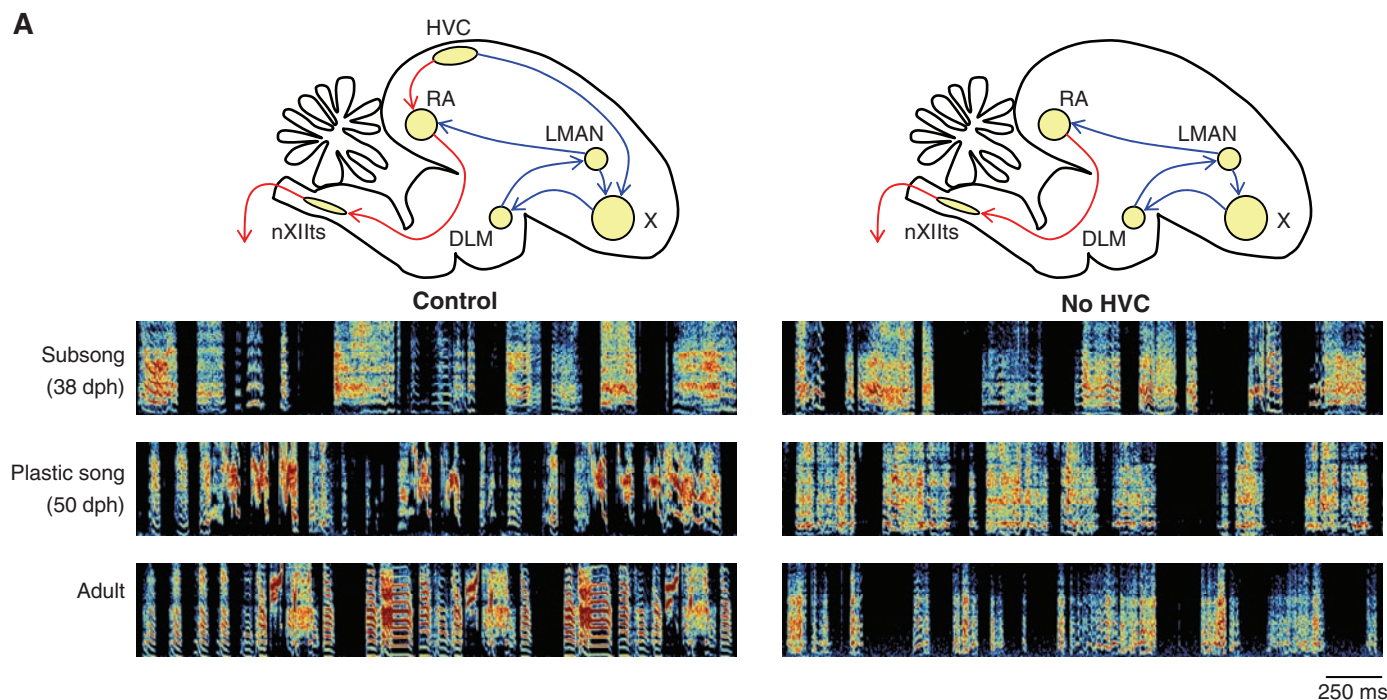 A
HVC
RA
LMAN
X
DLM
nXIIts
RA
LMAN
X
DLM
nXIIts
Control
No HVC
Subsong
(38 dph)
Plastic song
(50 dph)
Adult
250 ms